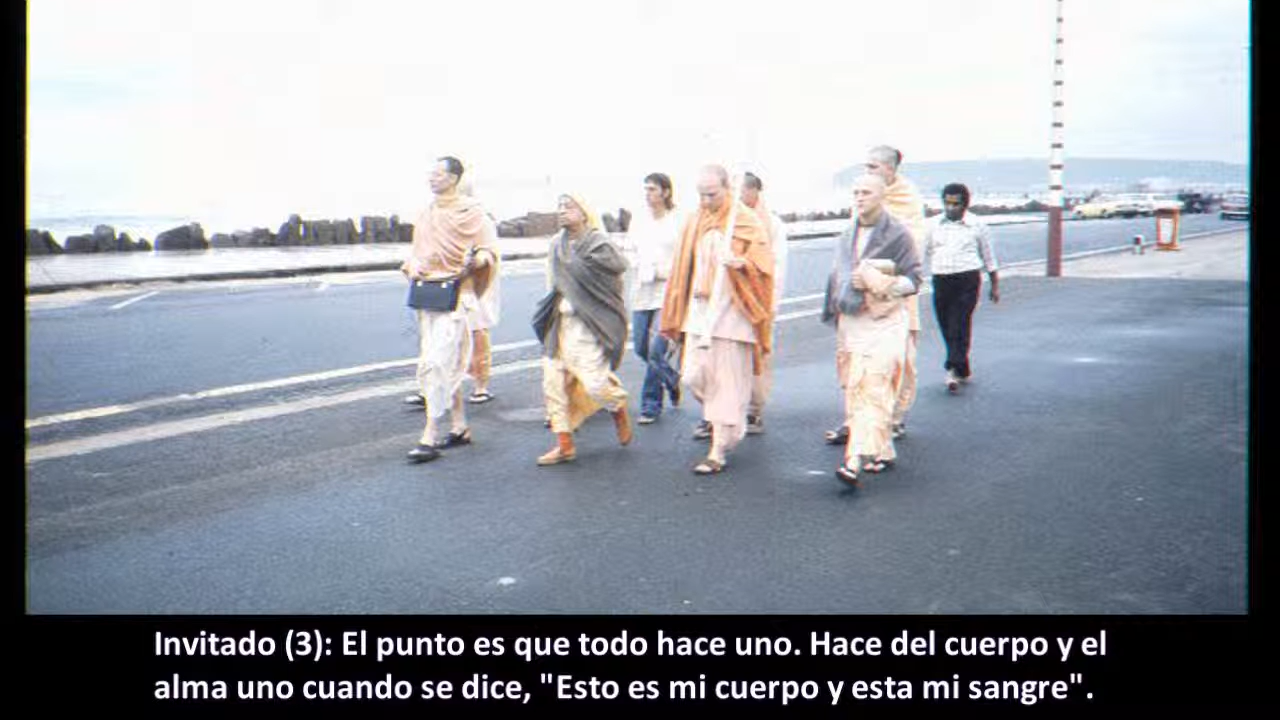 Invitado (3): El punto es que todo hace uno. Hace del cuerpo y el
alma uno cuando se dice, "Esto es mi cuerpo y esta mi sangre".